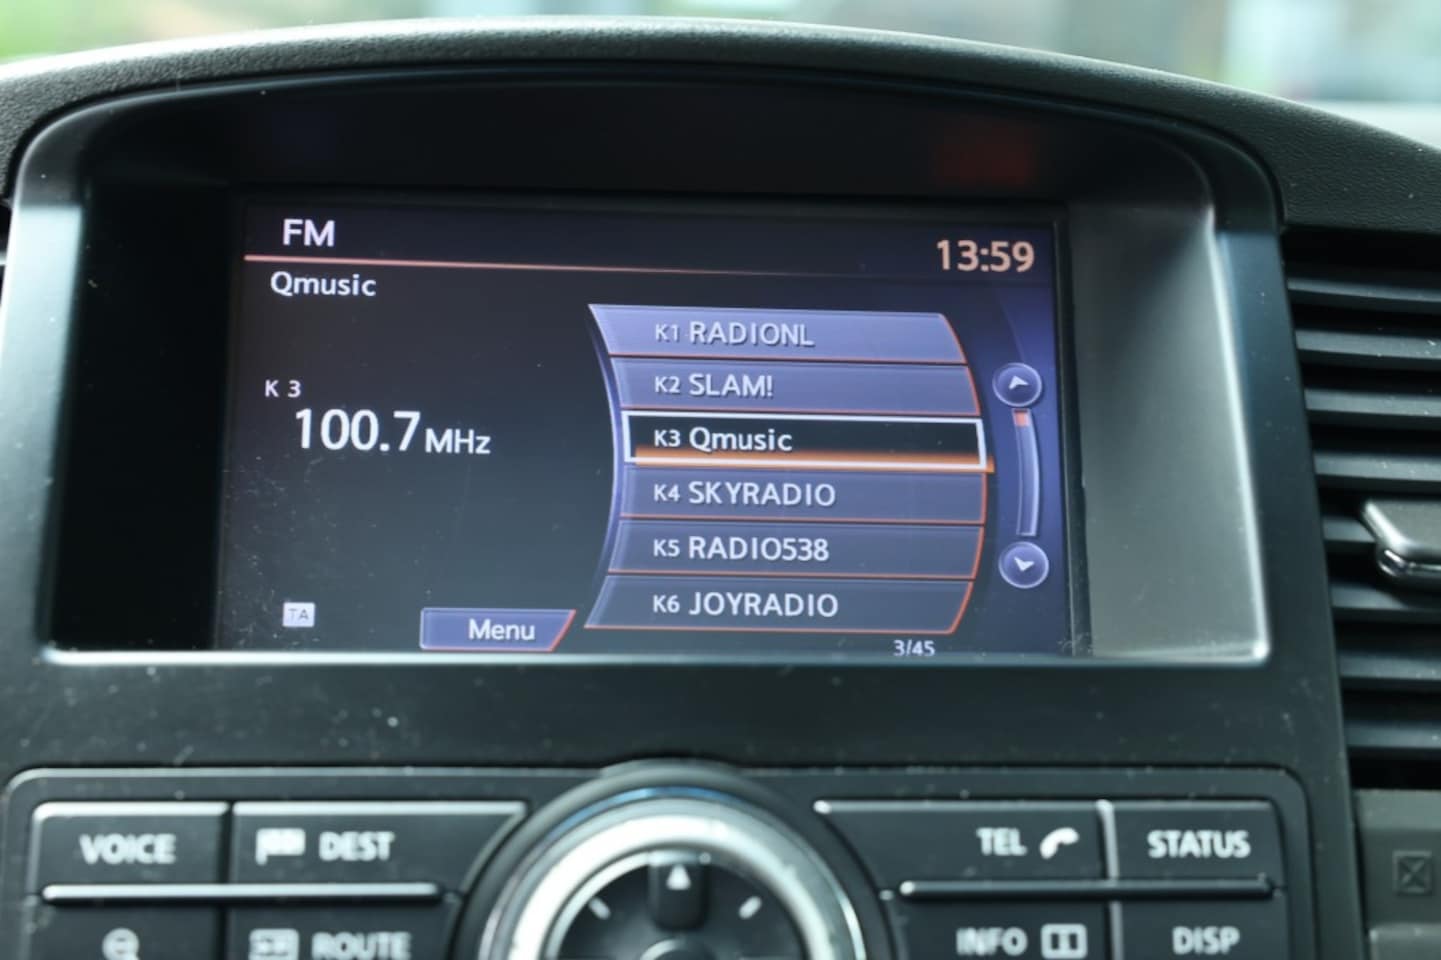 FM
13:59
Qmusic
K 3
100.7 MHz
K1 RADIONL
K2 SLAM!
K3 Qmusic
K4 SKYRADIO
K5 RADIO538
K6 JOYRADIO
TA
Menu
3/45
VOICE
DEST
TEL
STATUS
ROUTE
INFO
DISP